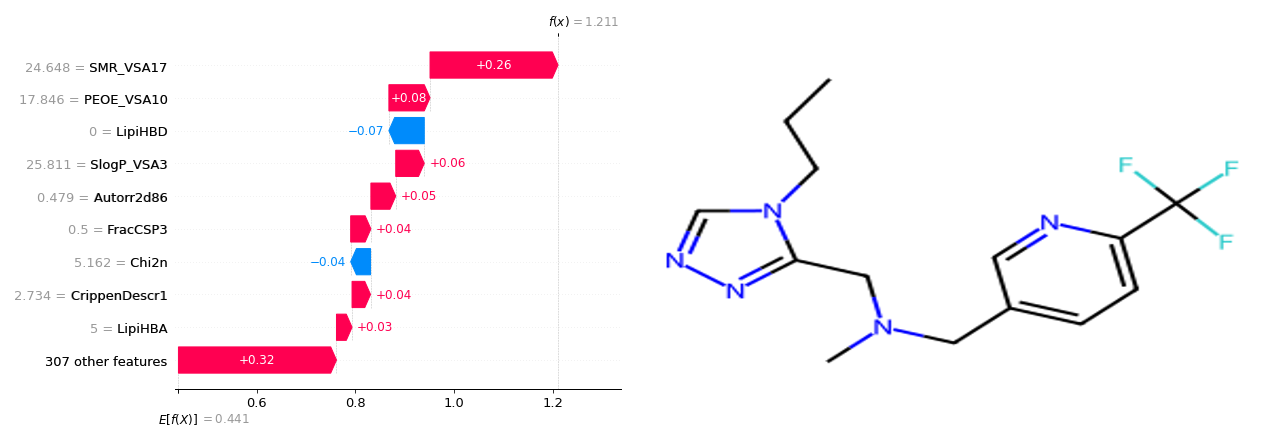 f(x) = 1.211
24.648 = SMR_VSA17
+0.26
17.846 = PEOE_VSA10
+0.08
0 = LipiHBD
−0.07
25.811 = SlogP_VSA3
+0.06
0.479 = Autorr2d86
+0.05
0.5 = FracCSP3
+0.04
5.162 = Chi2n
−0.04
2.734 = CrippenDescr1
+0.04
5 = LipiHBA
+0.03
307 other features
+0.32
0.6 0.8 1.0 1.2
E[f(X)] = 0.441
F
F
F
N
N
N
N
N